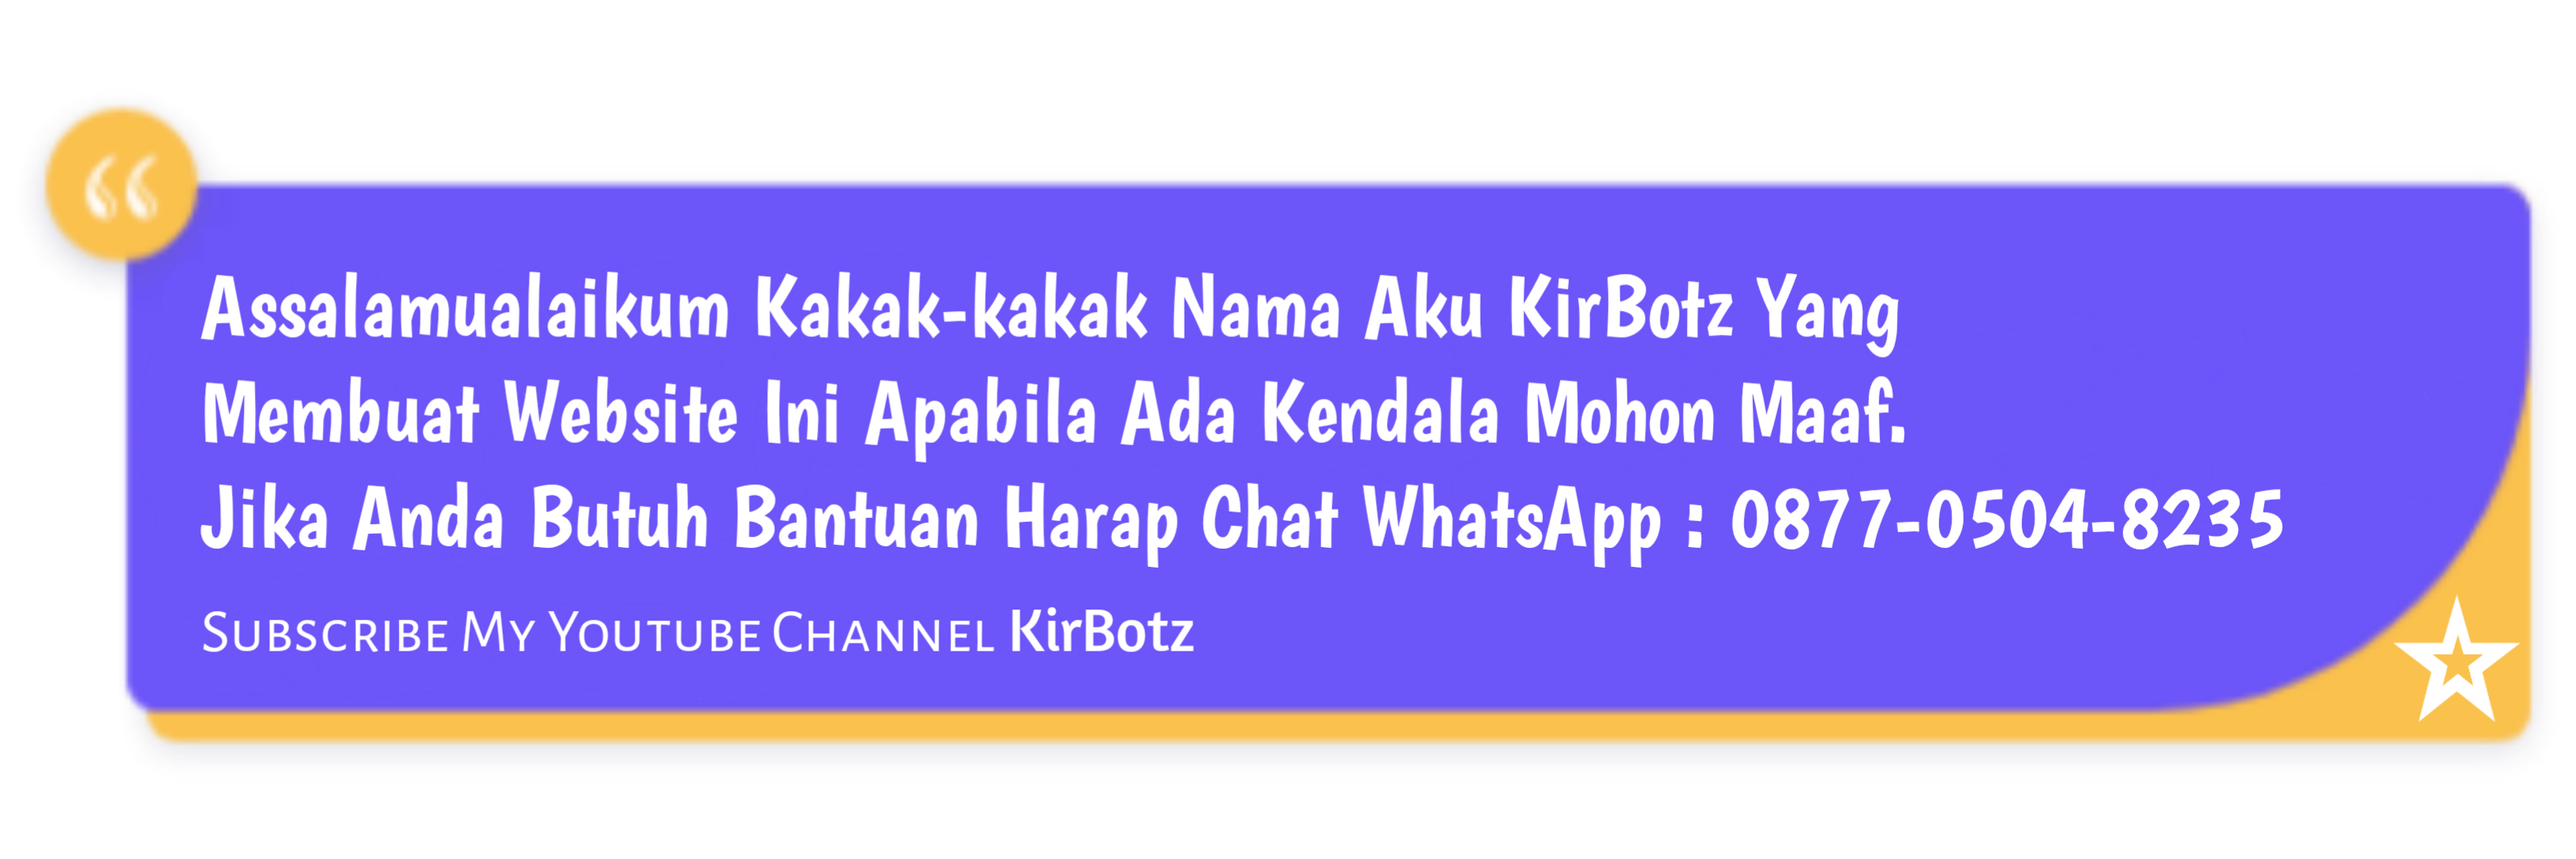 “
Assalamualaikum Kakak-kakak Nama Aku KirBotz Yang
Membuat Website Ini Apabila Ada Kendala Mohon Maaf.
Jika Anda Butuh Bantuan Harap Chat WhatsApp : 0877-0504-8235
Subscribe My Youtube Channel KirBotz